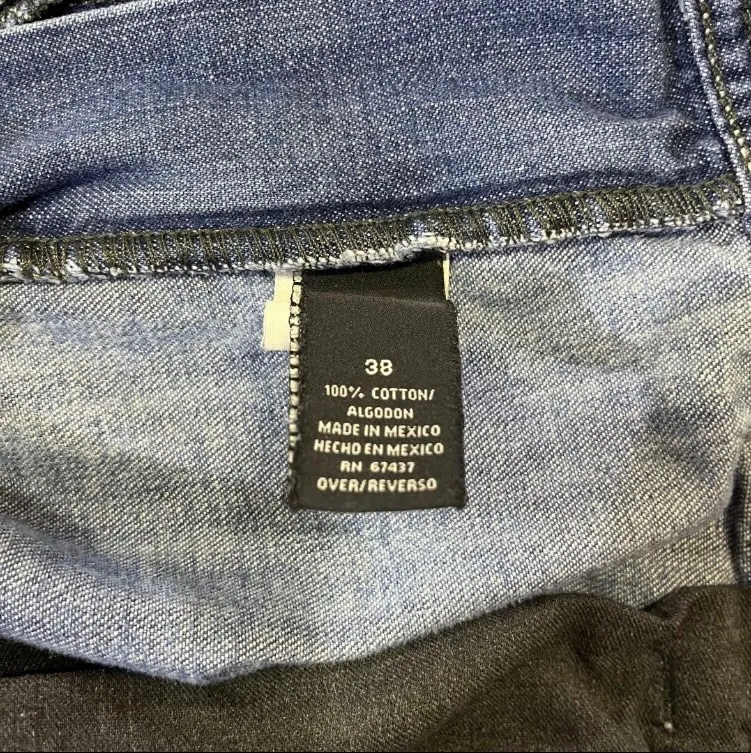 38
100% COTTON/
ALGODON
MADE IN MEXICO
HECHO EN MEXICO
RN 67437
OVER/REVERSO